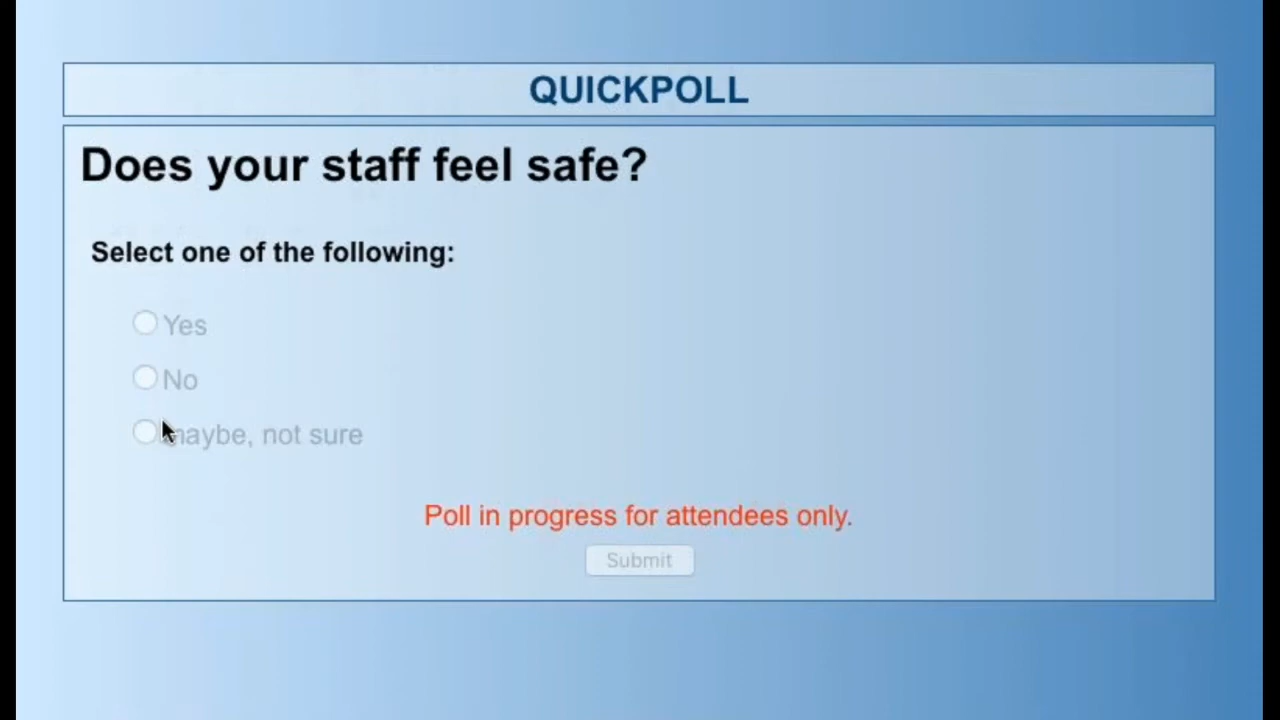 QUICKPOLL
Does your staff feel safe?
Select one of the following:
Yes
No
maybe, not sure
Poll in progress for attendees only.
Submit